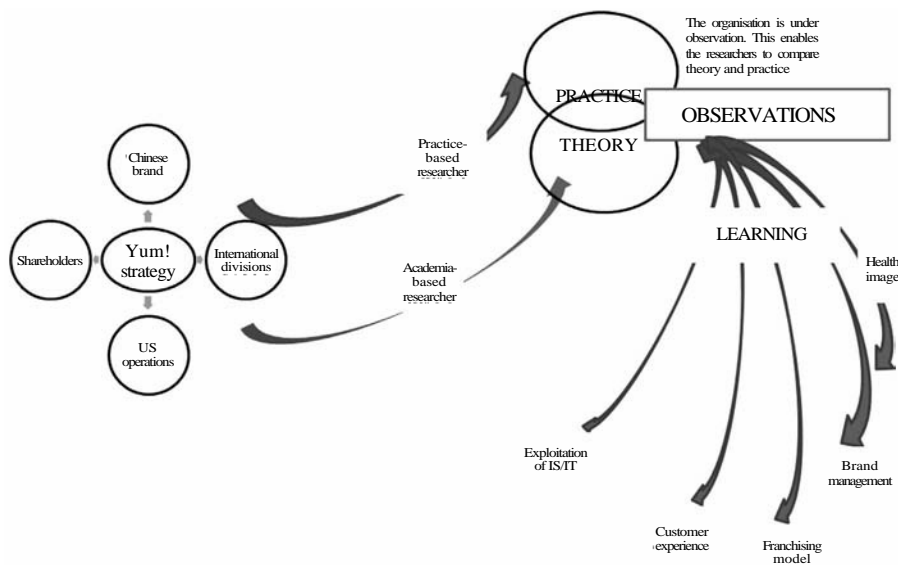 The organisation is under
observation. This enables
the researchers to compare
theory and practice
PRACTICE
OBSERVATIONS
THEORY
Practice-
based
researcher
Chinese
brand
Shareholders
Yum!
strategy
International
divisions
US
operations
Academia-
based
researcher
LEARNING
Health
image
Exploitation
of IS/IT
Brand
management
Customer
experience
Franchising
model